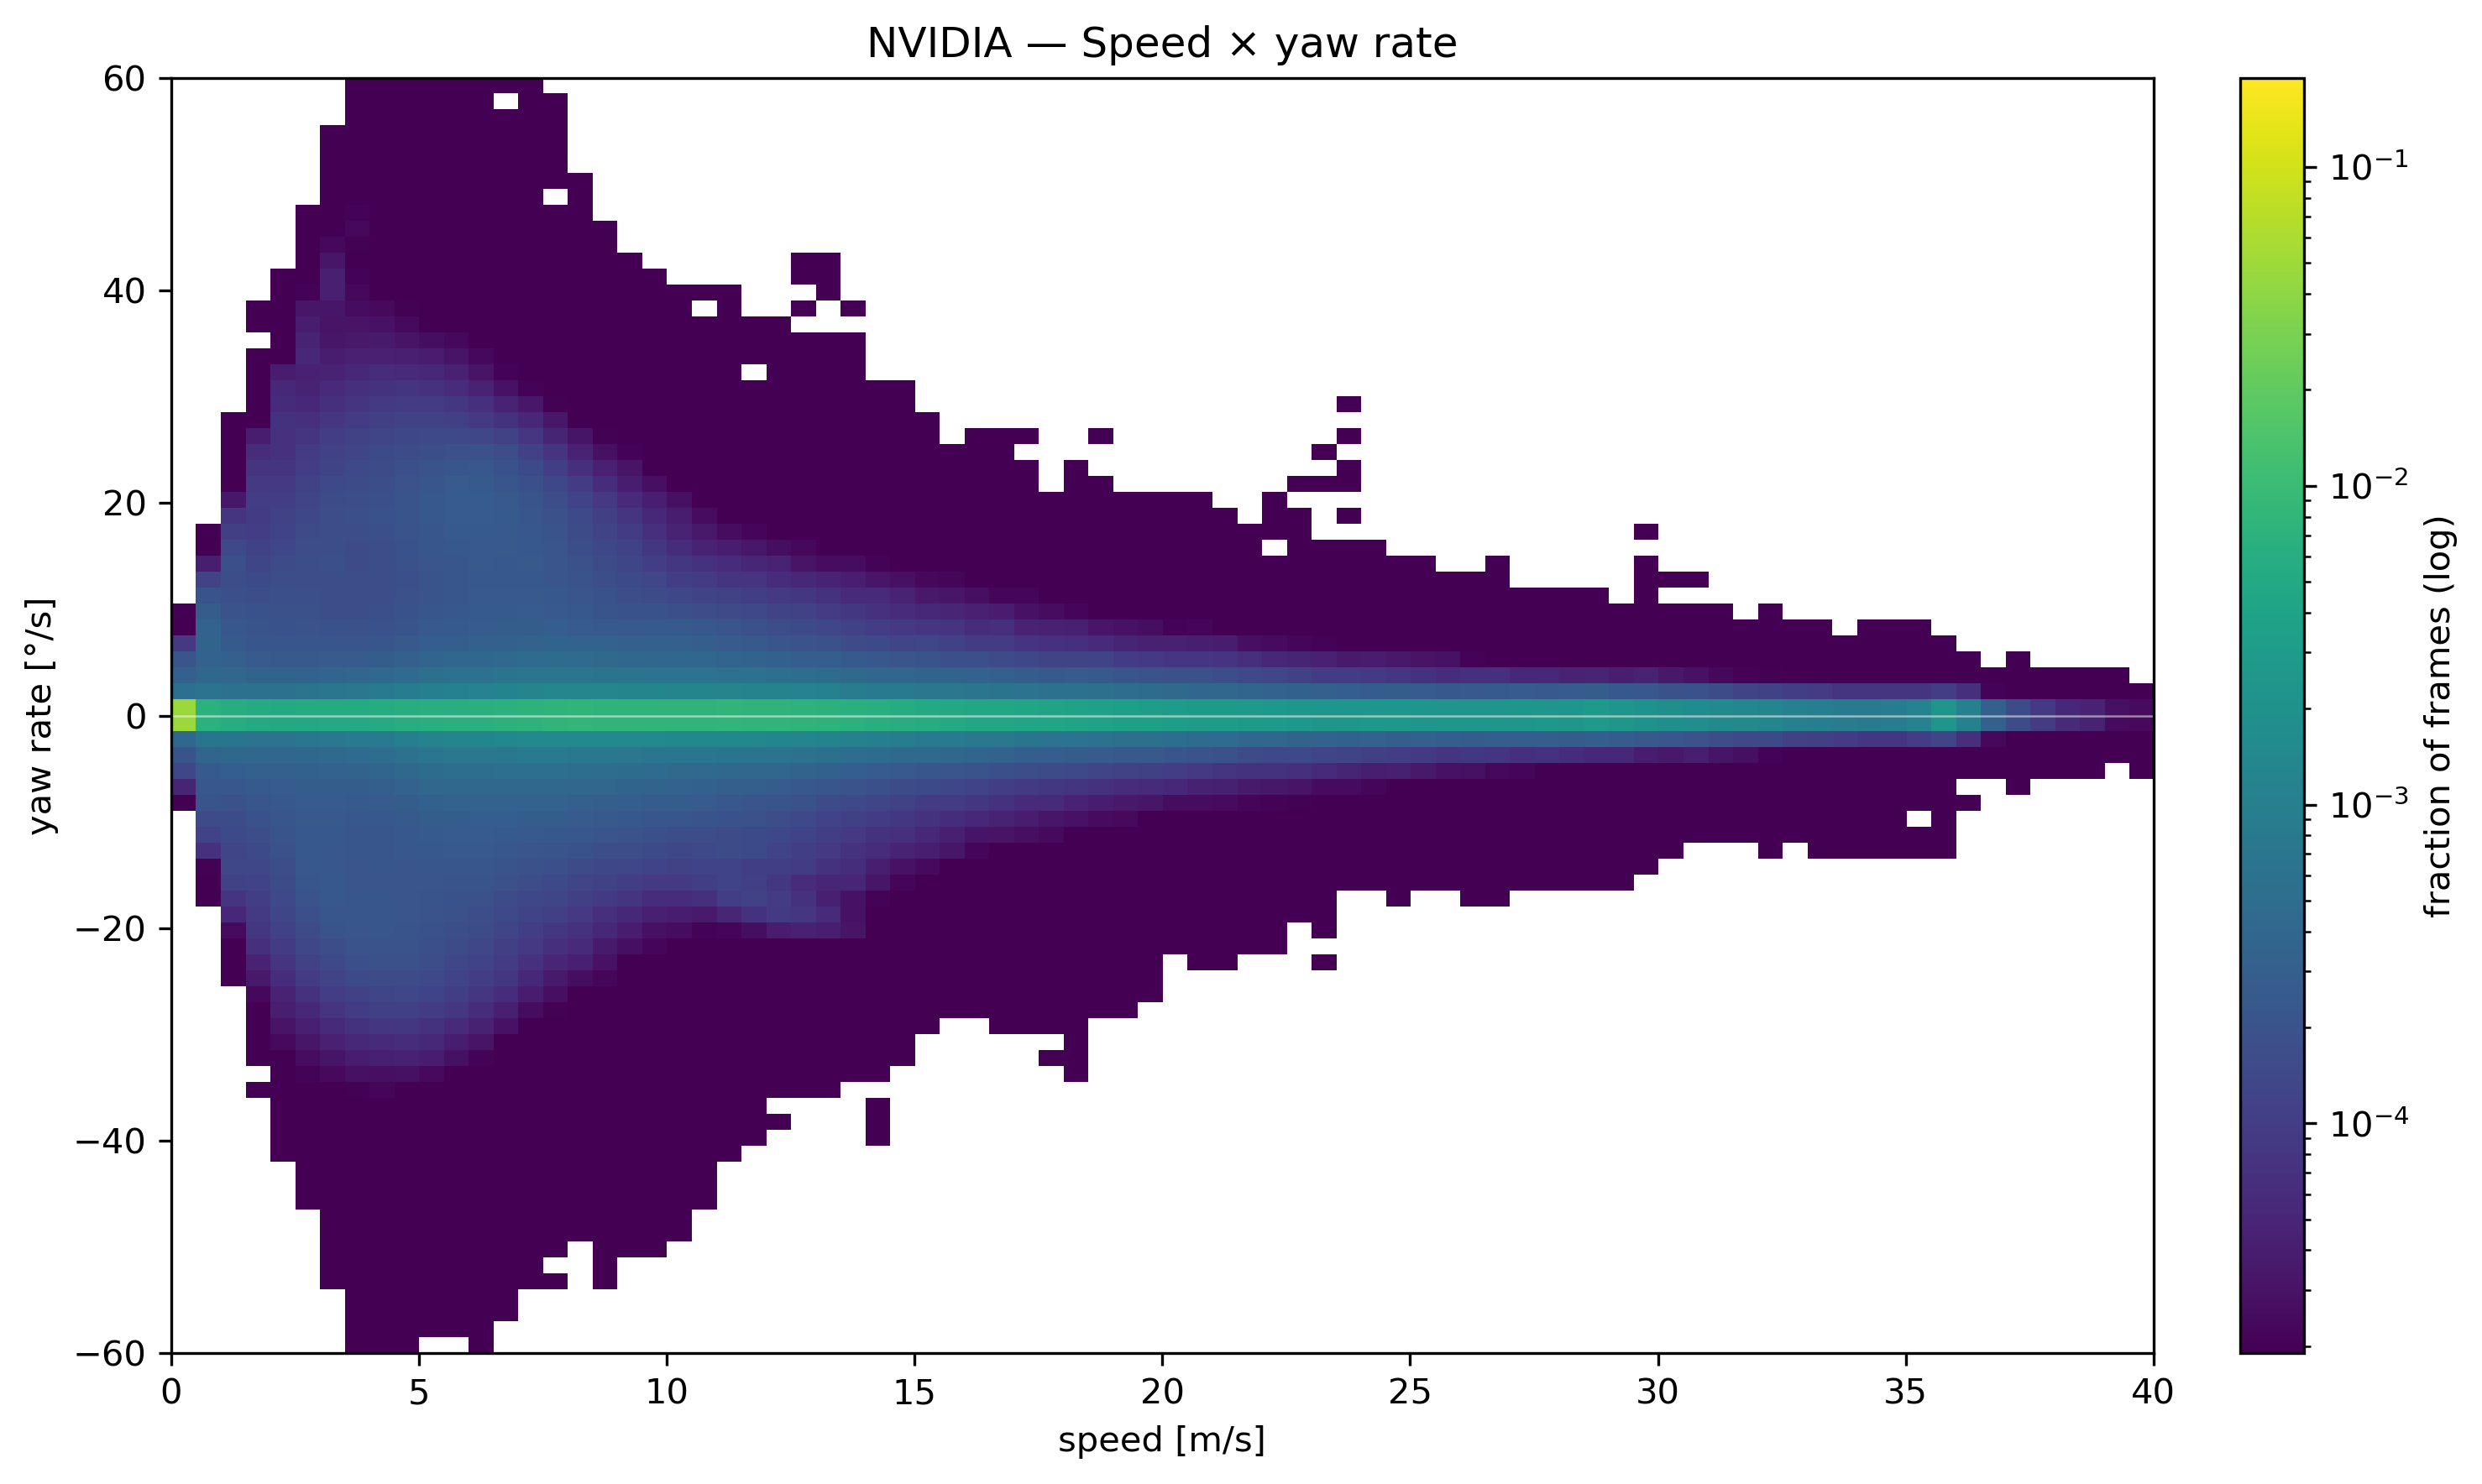 NVIDIA — Speed × yaw rate
60
40
20
0
−20
−40
−60
yaw rate [°/s]
0 5 10 15 20 25 30 35 40
speed [m/s]
10⁻¹
10⁻²
10⁻³
10⁻⁴
fraction of frames (log)